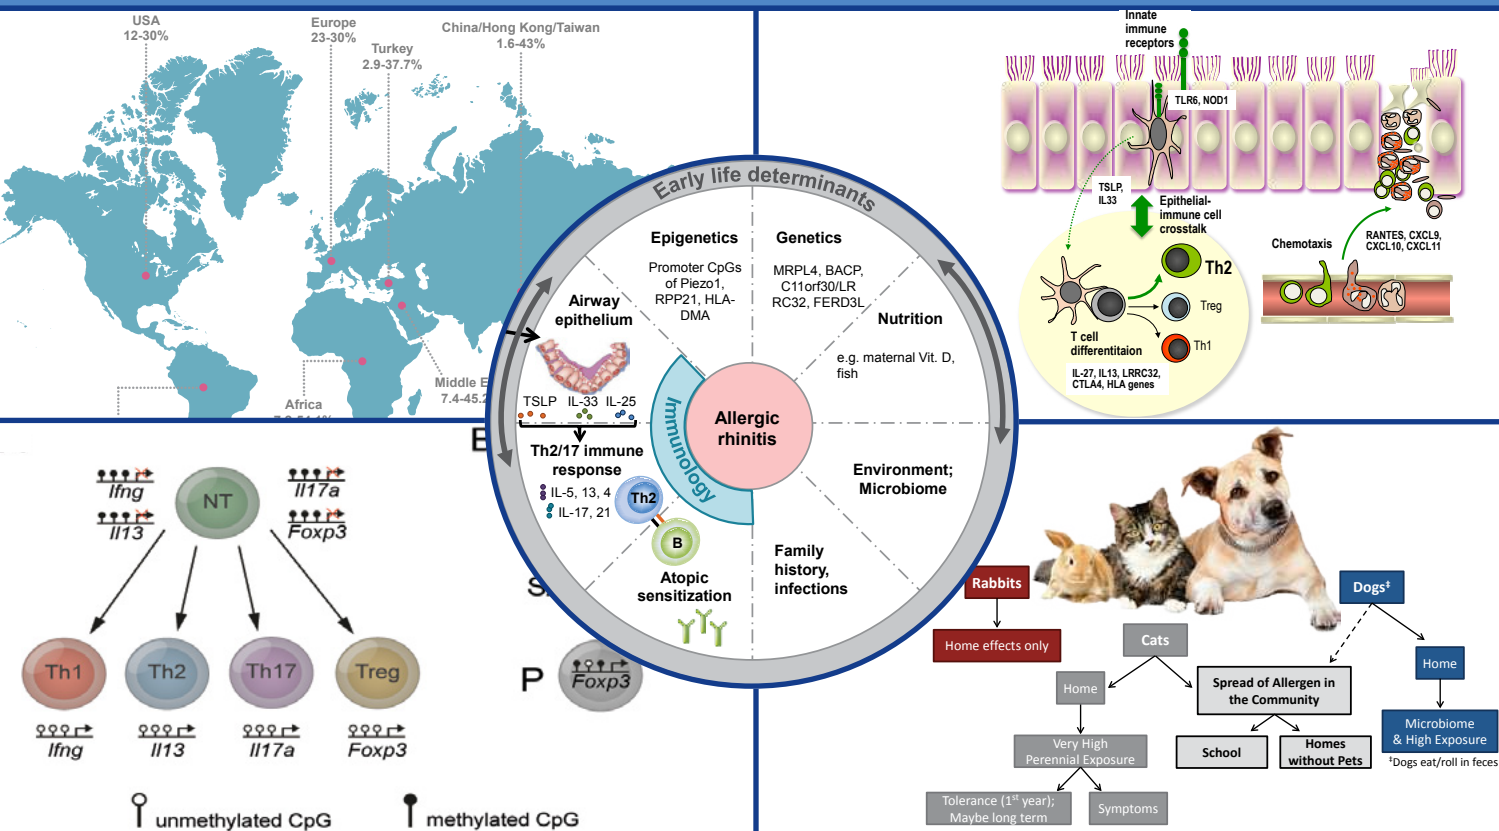 USA
12-30%
Europe
23-30%
Turkey
2.9-37.7%
China/Hong Kong/Taiwan
1.6-43%
Africa
Middle E
7.4-45.2
Innate
immune
receptors
TLR6, NOD1
TSLP,
IL33
Epithelial-
immune cell
crosstalk
Th2
Treg
Th1
T cell
differentitaion
IL-27, IL13, LRRC32,
CTLA4, HLA genes
Chemotaxis
RANTES, CXCL9,
CXCL10, CXCL11
Early life determinants
Epigenetics
Promoter CpGs
of Piezo1,
RPP21, HLA-
DMA
Genetics
MRPL4, BACP,
C11orf30/LR
RC32, FERD3L
Nutrition
e.g. maternal Vit. D,
fish
Airway
epithelium
TSLP IL-33 IL-25
Th2/17 immune
response
IL-5, 13, 4
IL-17, 21
Th2
B
Immunology
Allergic
rhinitis
Environment;
Microbiome
Family
history,
infections
Atopic
sensitization
Ifng
Il13
NT
Il17a
Foxp3
Th1
Th2
Th17
Treg
Ifng
Il13
Il17a
Foxp3
P
Foxp3
unmethylated CpG
methylated CpG
Rabbits
Home effects only
Cats
Home
Very High
Perennial Exposure
Tolerance (1st year);
Maybe long term
Symptoms
Spread of Allergen in
the Community
School
Homes
without Pets
Dogs‡
Home
Microbiome
& High Exposure
‡Dogs eat/roll in feces